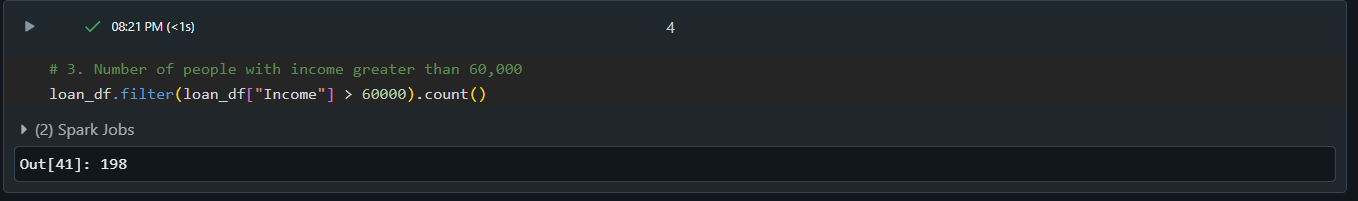 08:21 PM (<1s)
4
# 3. Number of people with income greater than 60,000
loan_df.filter(loan_df["Income"] > 60000).count()
(2) Spark Jobs
Out[41]: 198